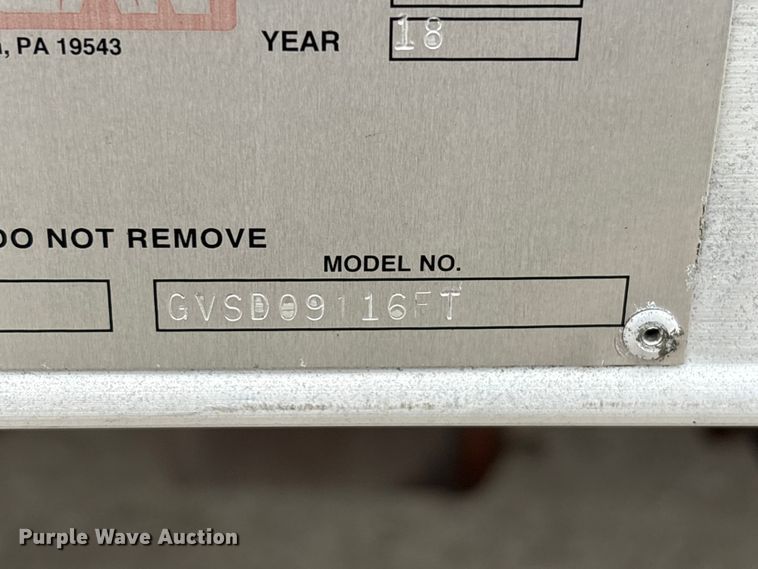 , PA 19543
YEAR 18
DO NOT REMOVE
MODEL NO.
GVSD09116FT
Purple Wave Auction